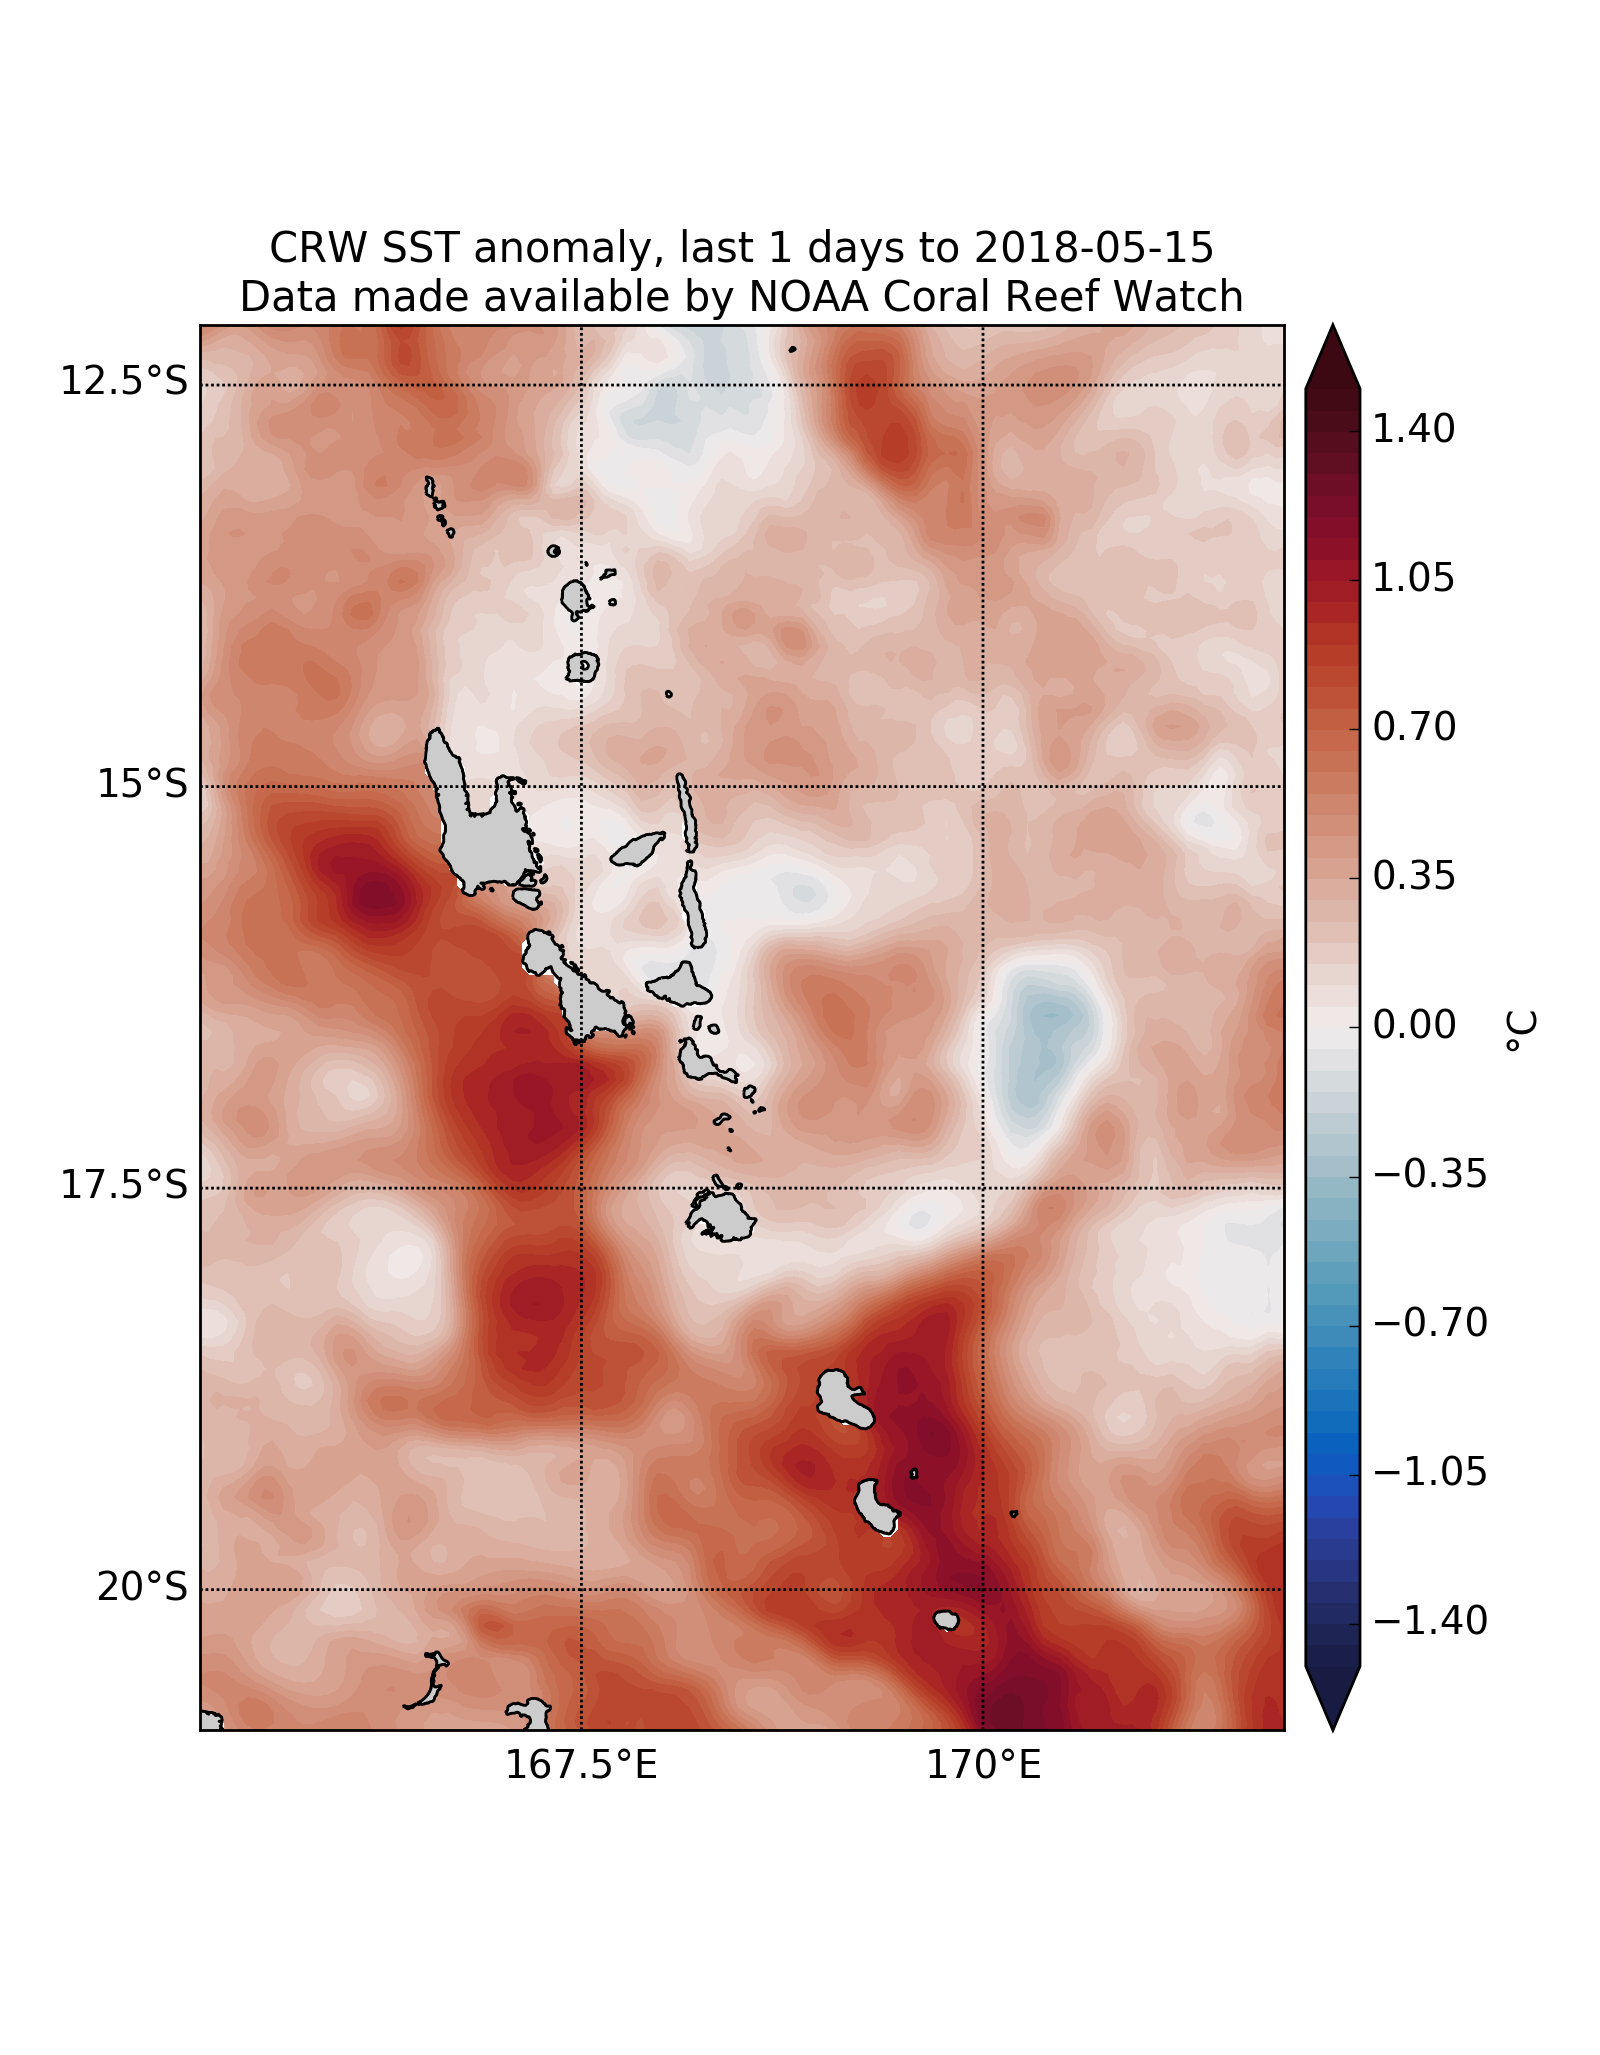 CRW SST anomaly, last 1 days to 2018-05-15
Data made available by NOAA Coral Reef Watch
12.5°S
15°S
17.5°S
20°S
167.5°E
170°E
1.40
1.05
0.70
0.35
0.00
−0.35
−0.70
−1.05
−1.40
°C